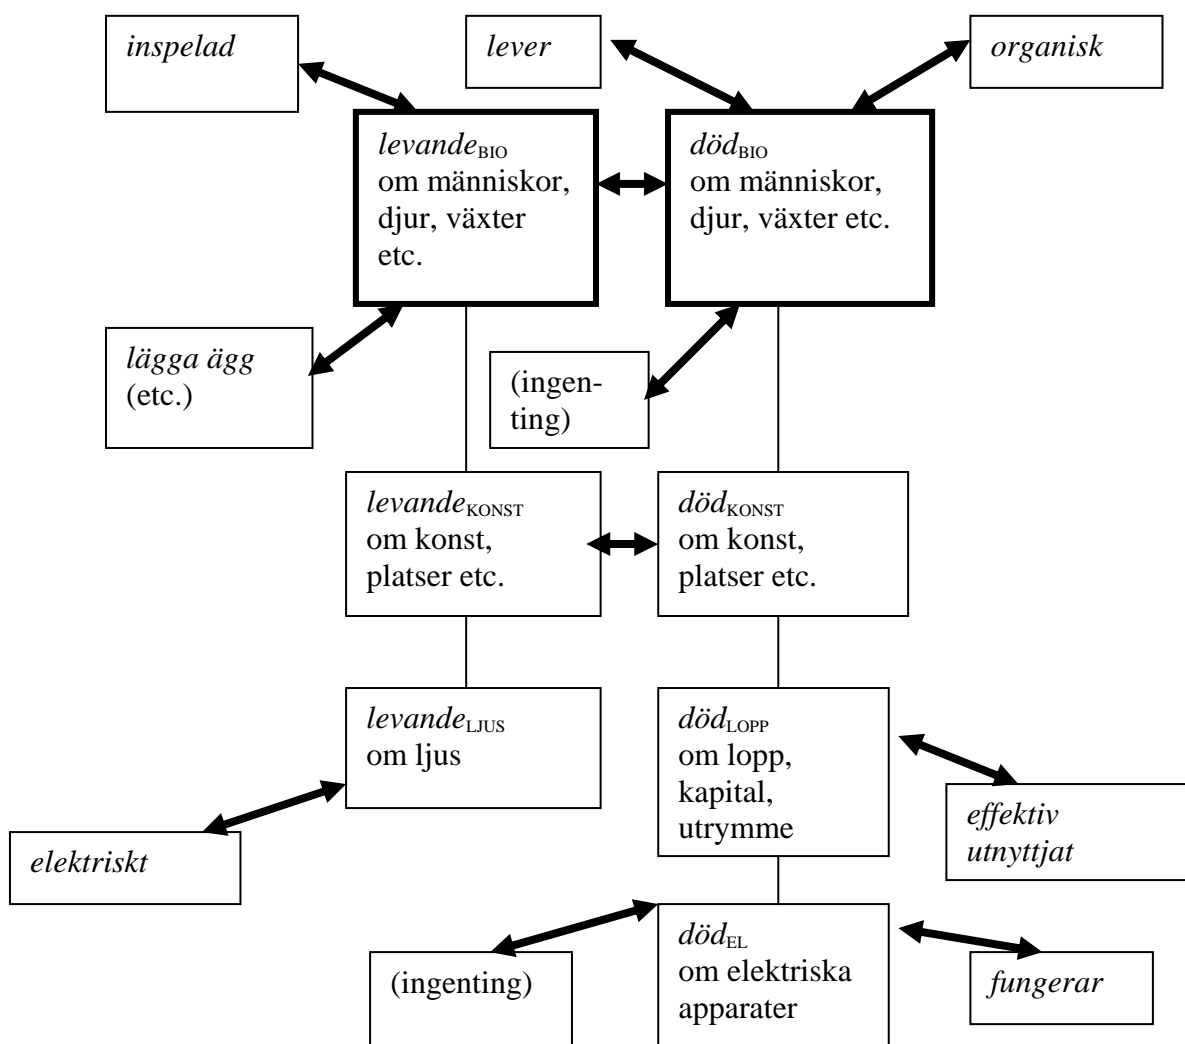 inspelad
lever
organisk
levandeBIO
om människor,
djur, växter
etc.
dödBIO
om människor,
djur, växter etc.
lägga ägg
(etc.)
(ingen-
ting)
levandeKONST
om konst,
platser etc.
dödKONST
om konst,
platser etc.
levandeLJUS
om ljus
dödLOPP
om lopp,
kapital,
utrymme
effektiv
utnyttjat
elektriskt
dödEL
om elektriska
apparater
(ingenting)
fungerar